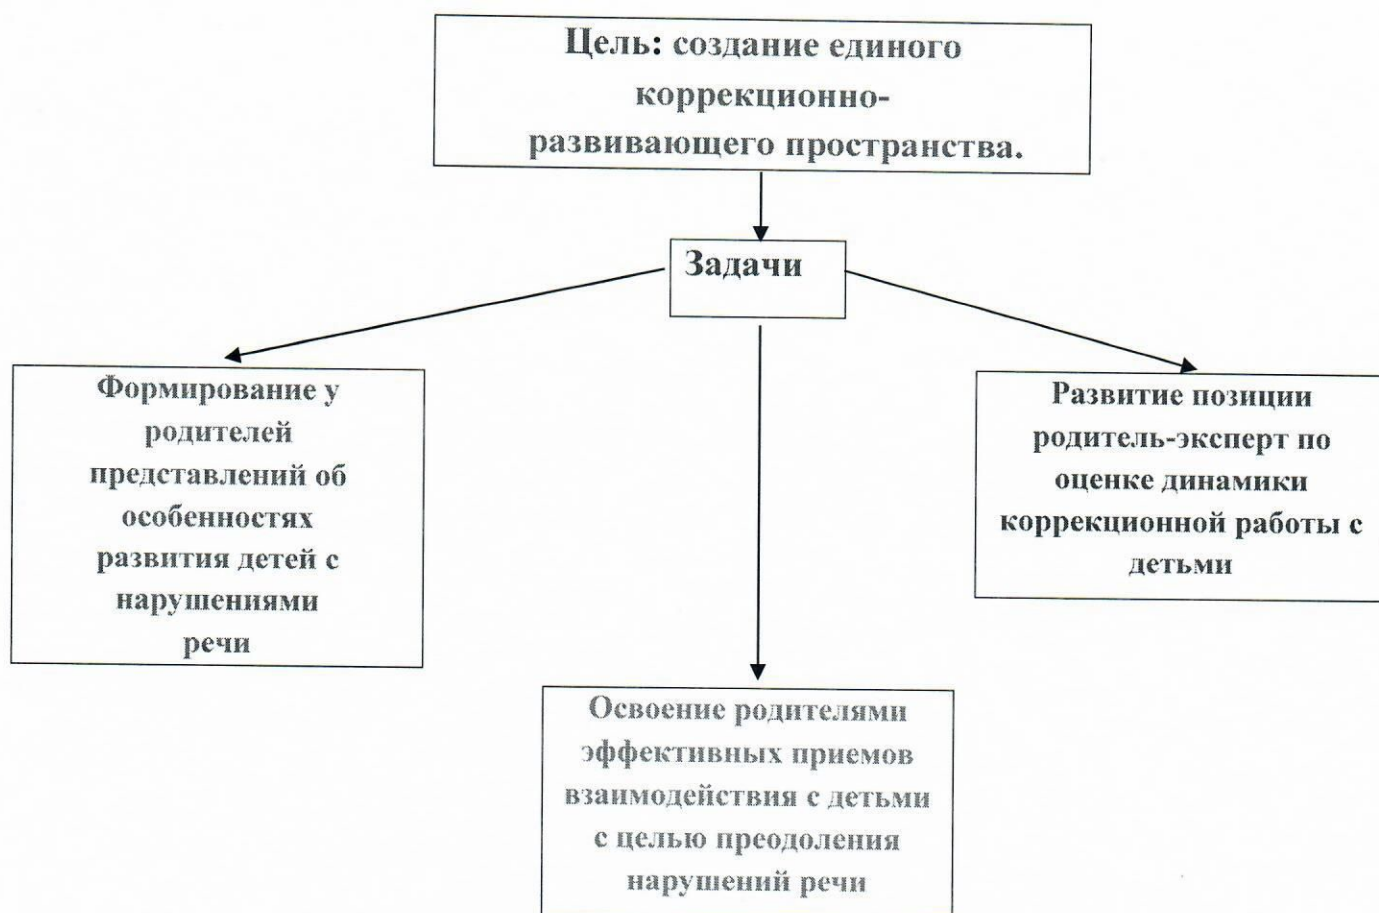 Цель: создание единого
коррекционно-
развивающего пространства.
Задачи
Формирование у
родителей
представлений об
особенностях
развития детей с
нарушениями
речи
Развитие позиции
родитель-эксперт по
оценке динамики
коррекционной работы с
детьми
Освоение родителями
эффективных приемов
взаимодействия с детьми
с целью преодоления
нарушений речи